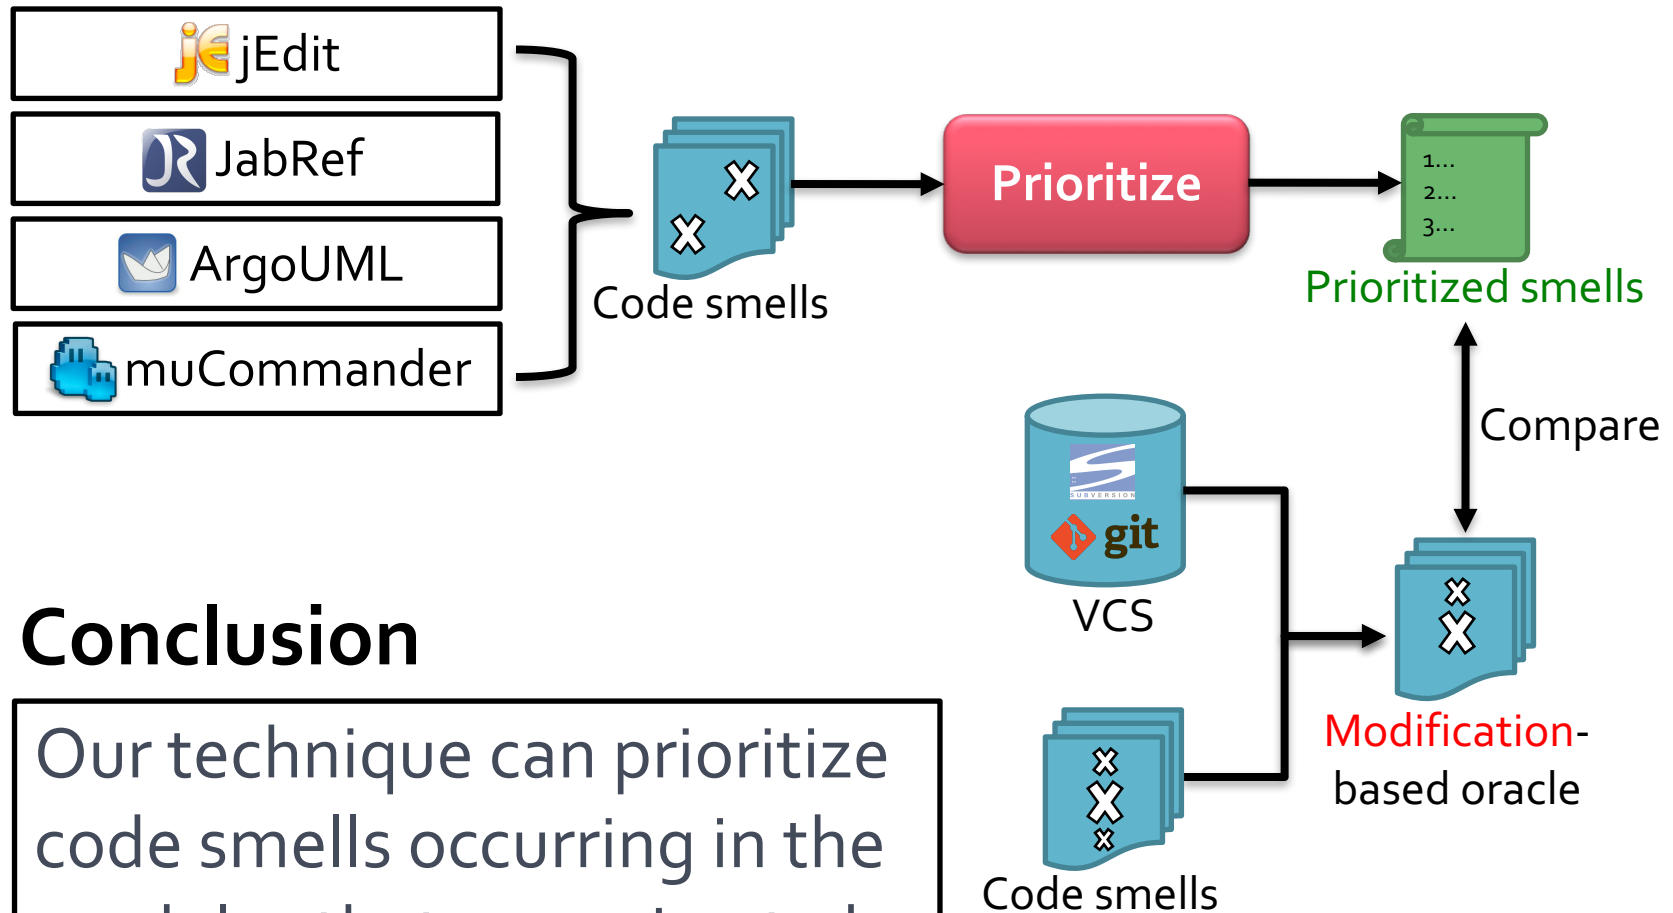 jEdit
JabRef
ArgoUML
muCommander
Code smells
Prioritize
1...
2...
3...
Prioritized smells
Compare
SUBVERSION
git
VCS
Modification-
based oracle
Code smells
Conclusion
Our technique can prioritize
code smells occurring in the